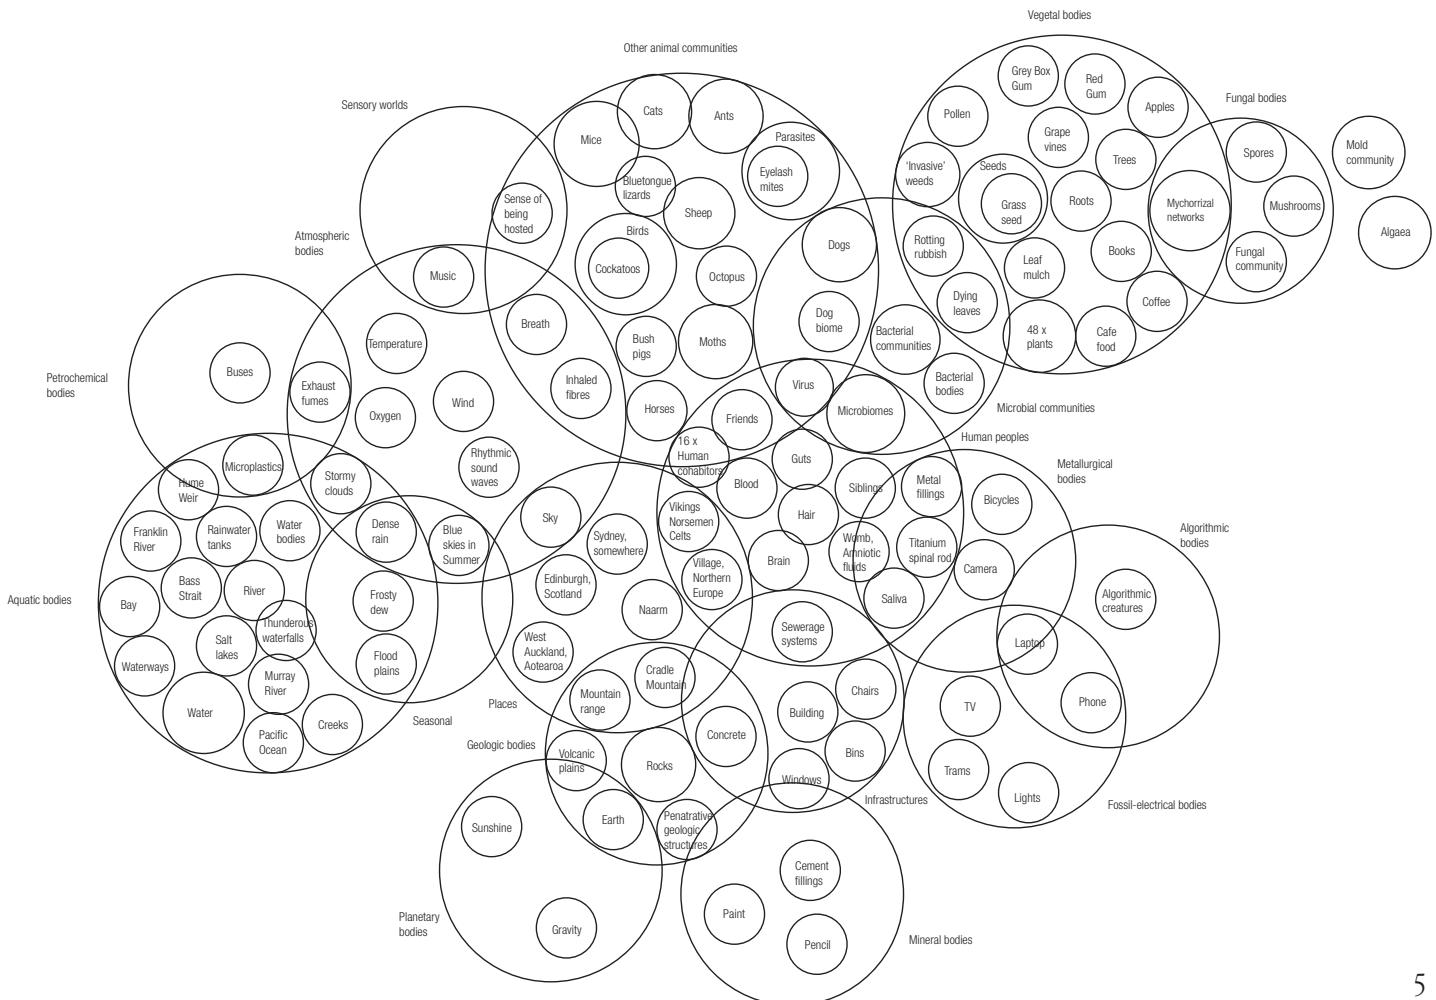 Vegetal bodies
Other animal communities
Grey Box
Gum
Red
Gum
Apples
Fungal bodies
Sensory worlds
Cats
Ants
Pollen
Mice
Parasites
Grape
vines
Trees
Spores
Mold
community
Eyelash
mites
Bluetongue
lizards
'Invasive'
weeds
Seeds
Grass
seed
Roots
Mychorrizal
networks
Mushrooms
Sense of
being
hosted
Sheep
Algaea
Atmospheric
bodies
Birds
Cockatoos
Dogs
Rotting
rubbish
Leaf
mulch
Books
Fungal
community
Music
Octopus
Dying
leaves
Coffee
Breath
Dog
biome
Temperature
Bush
pigs
Moths
Bacterial
communities
48 x
plants
Cafe
food
Petrochemical
bodies
Buses
Exhaust
fumes
Inhaled
fibres
Virus
Bacterial
bodies
Oxygen
Wind
Horses
Friends
Microbiomes
Microbial communities
Human peoples
16 x
Human
cohabitors
Guts
Microplastics
Rhythmic
sound
waves
Metallurgical
bodies
Hume
Weir
Stormy
clouds
Blood
Siblings
Metal
fillings
Bicycles
Franklin
River
Rainwater
tanks
Water
bodies
Dense
rain
Blue
skies in
Summer
Sky
Sydney,
somewhere
Vikings
Norsemen
Celts
Hair
Algorithmic
bodies
Womb,
Amniotic
fluids
Titanium
spinal rod
Camera
Brain
Village,
Northern
Europe
Edinburgh,
Scotland
Aquatic bodies
Bay
Bass
Strait
River
Frosty
dew
Naarm
Saliva
Algorithmic
creatures
Thunderous
waterfalls
Salt
lakes
Sewerage
systems
Laptop
Waterways
Flood
plains
West
Auckland,
Aotearoa
Murray
River
Mountain
range
Cradle
Mountain
Chairs
Water
Places
Building
TV
Phone
Creeks
Seasonal
Pacific
Ocean
Geologic bodies
Concrete
Bins
Volcanic
plains
Rocks
Windows
Trams
Lights
Infrastructures
Fossil-electrical bodies
Sunshine
Earth
Penatrative
geologic
structures
Cement
fillings
Planetary
bodies
Gravity
Paint
Pencil
Mineral bodies
5